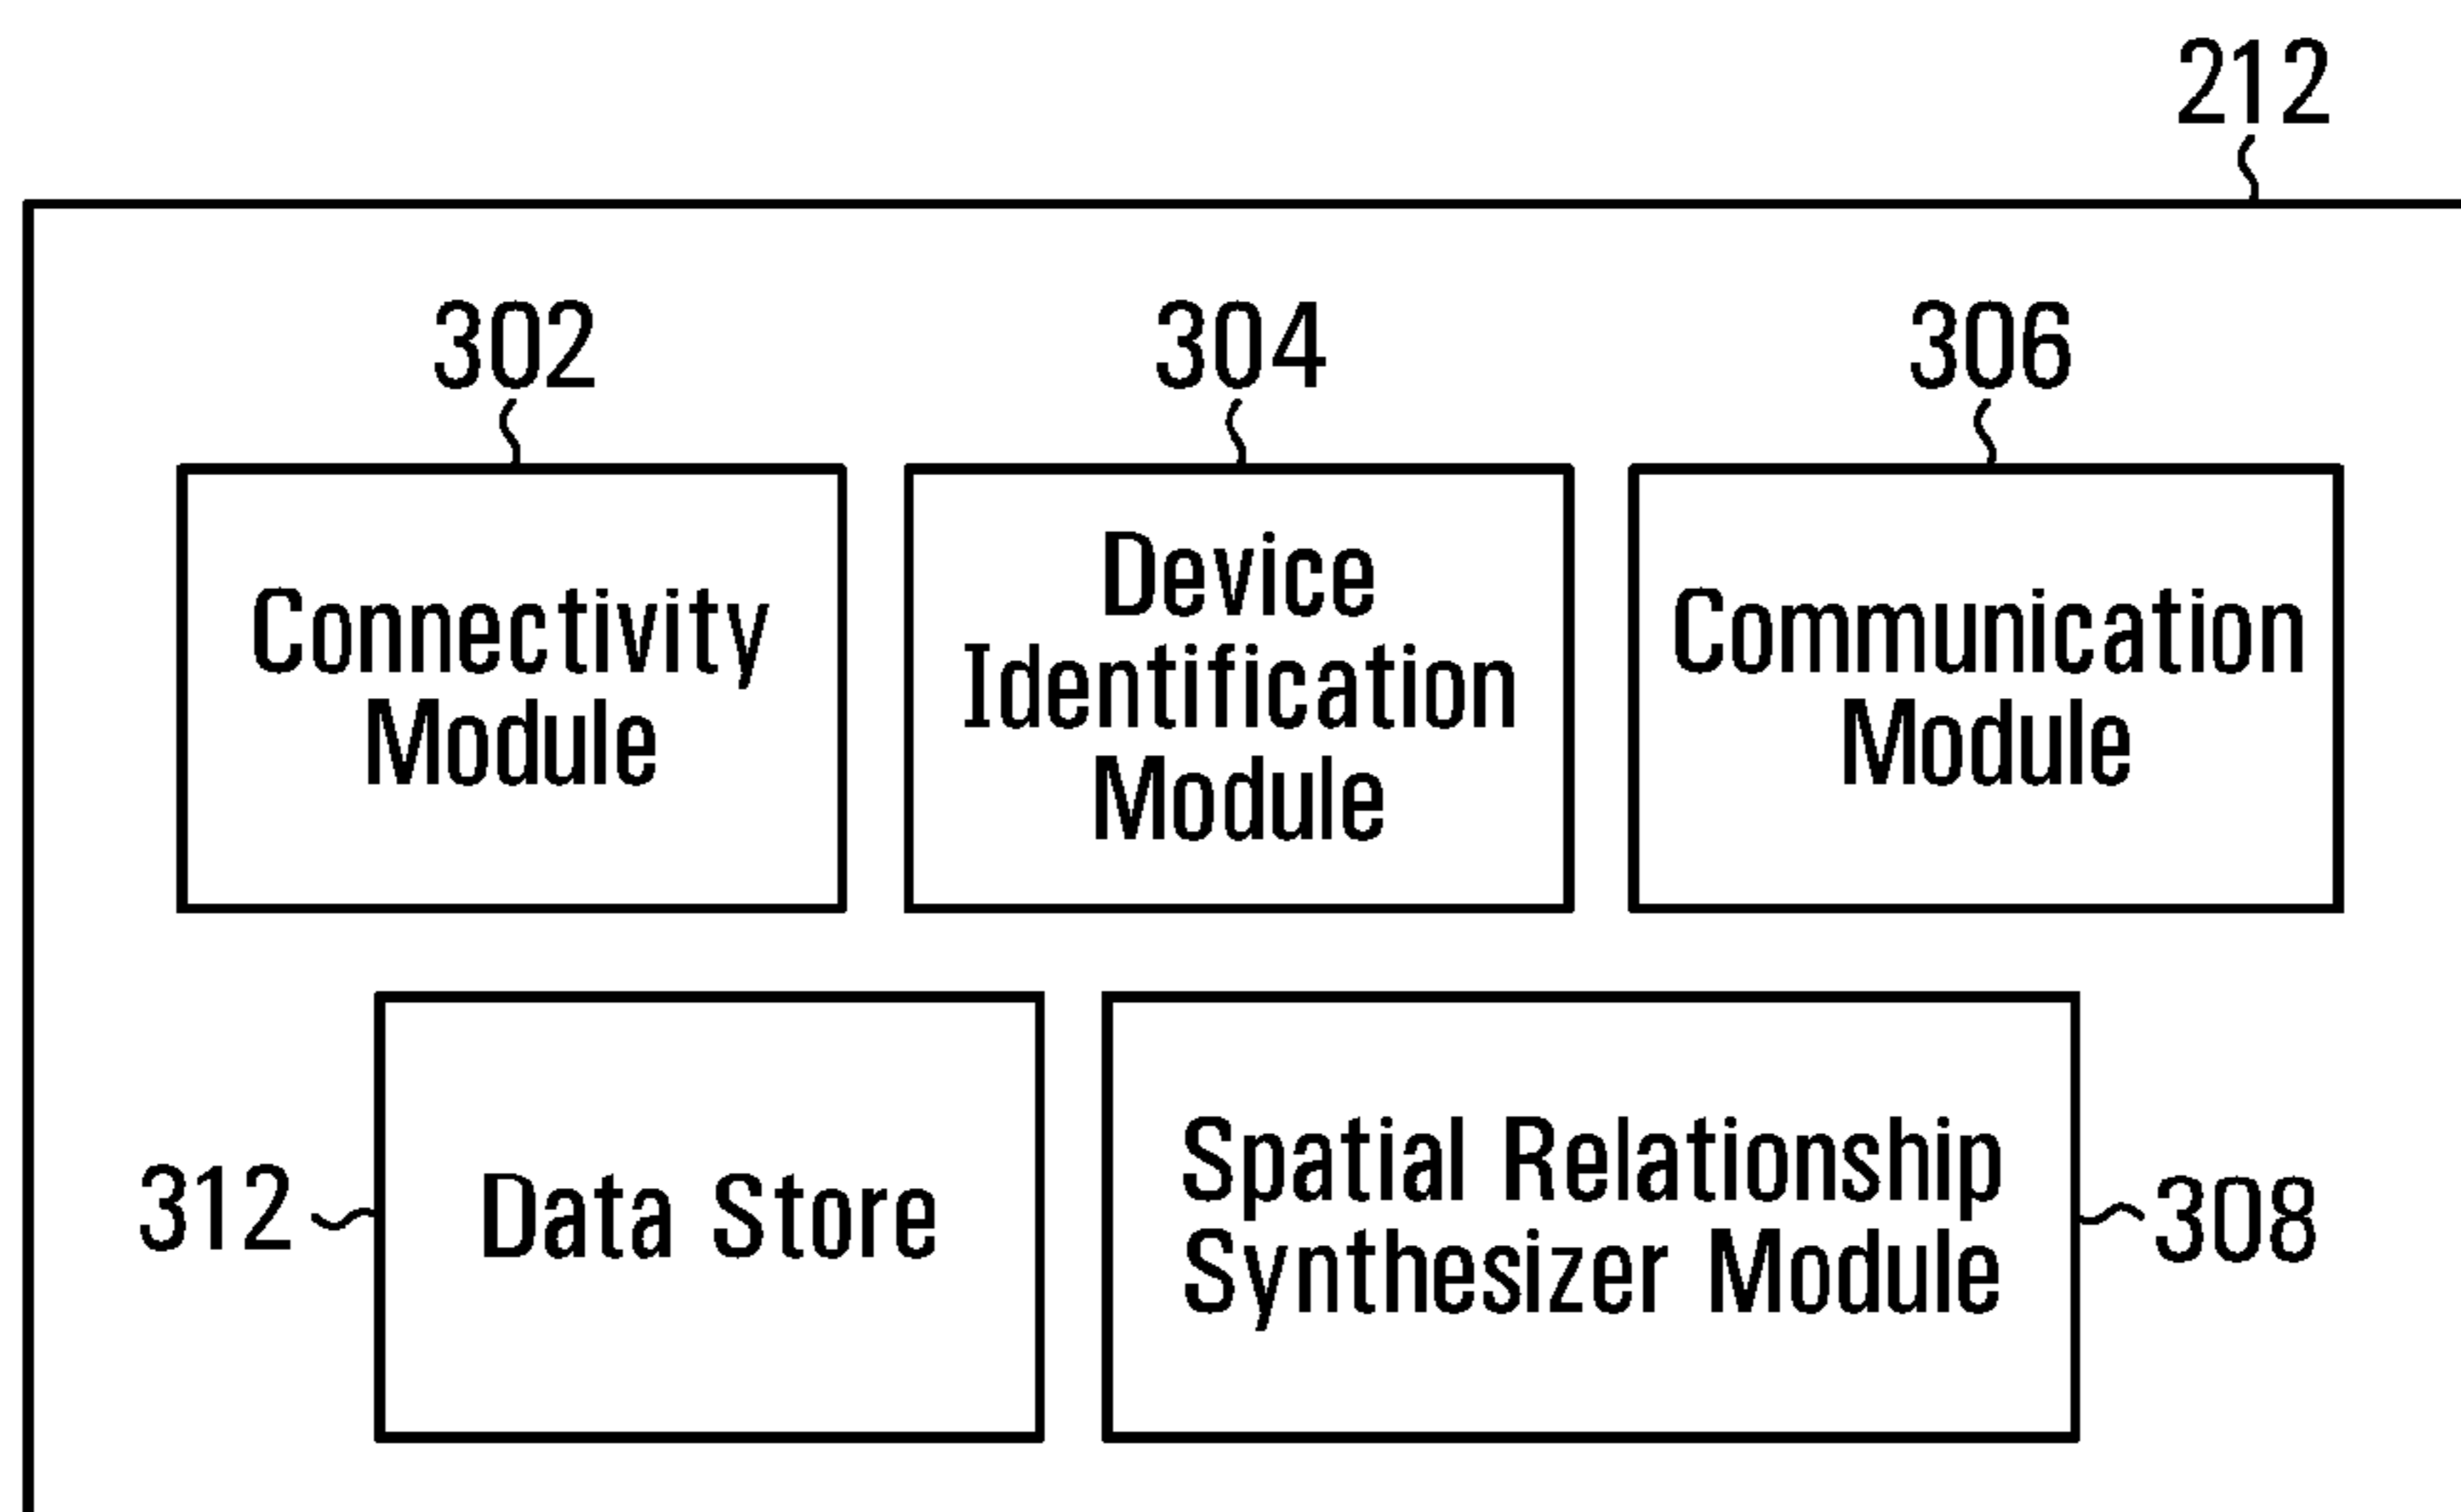 212
302
304
306
Connectivity
Module
Device
Identification
Module
Communication
Module
312
Data Store
Spatial Relationship
Synthesizer Module
308